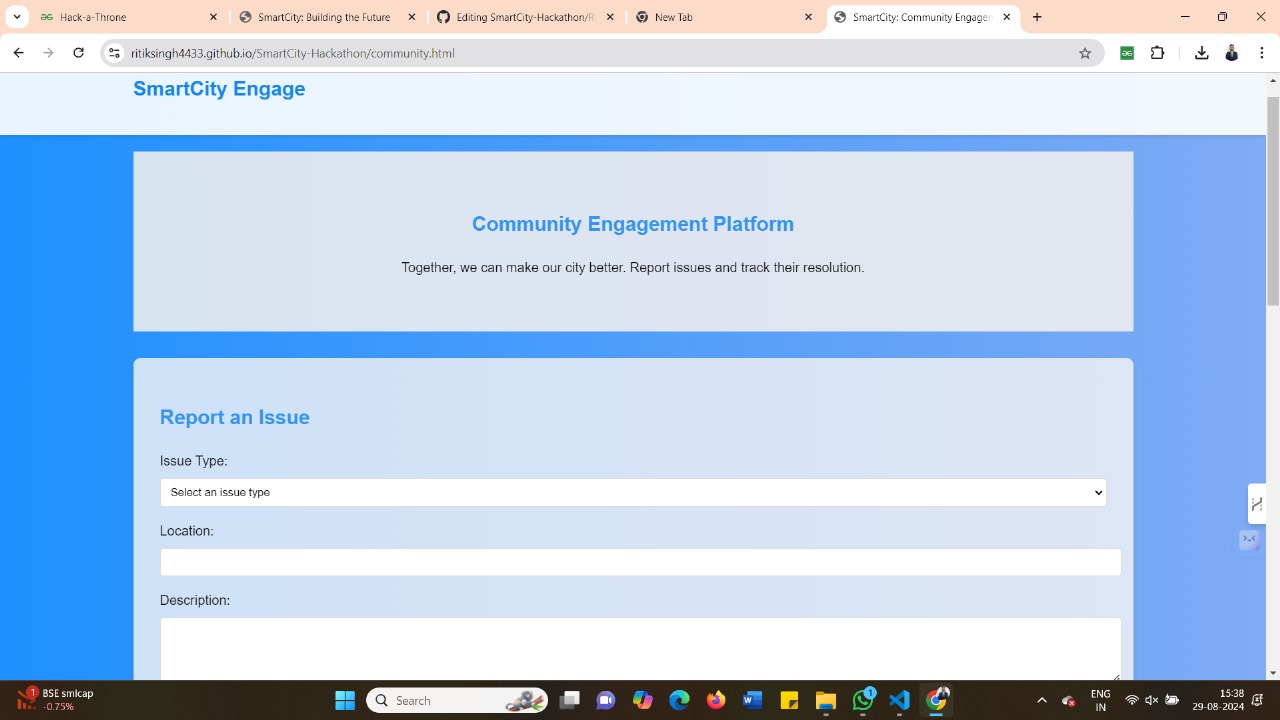 Hack-a-Throne
SmartCity: Building the Future
Editing SmartCity-Hackathon/R
New Tab
SmartCity: Community Engagem
ritiksingh4433.github.io/SmartCity-Hackathon/community.html
SmartCity Engage
Community Engagement Platform
Together, we can make our city better. Report issues and track their resolution.
Report an Issue
Issue Type:
Select an issue type
Location:
Description:
1
BSE smlcap
-0.75%
Search
1
ENG
IN
15:38
29-08-2024